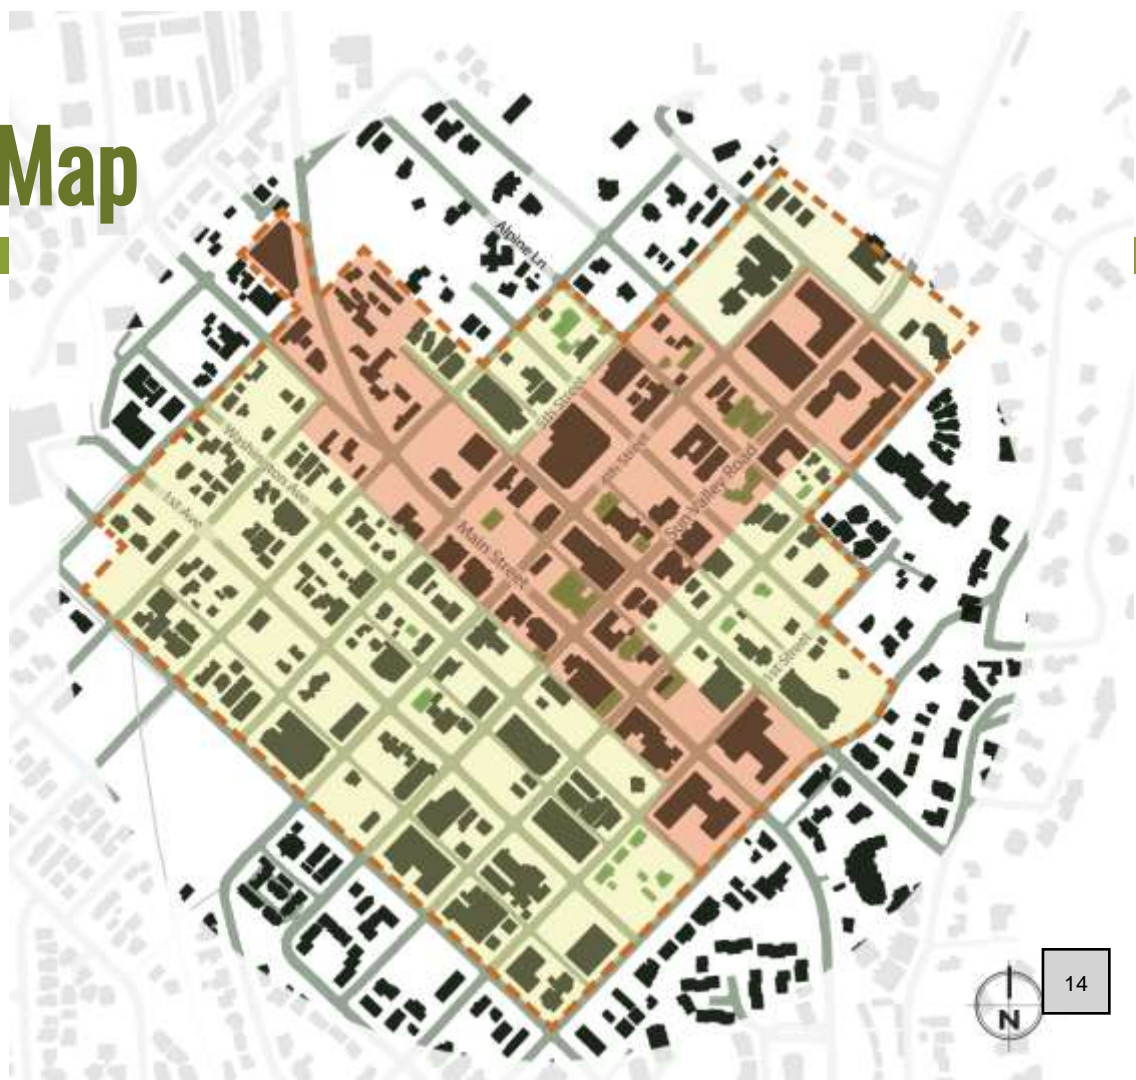 Map
Alpine Ln
5th Street
4th Street
Washington Ave
Sun Valley Road
1st Ave
Main Street
1st Street
14
N